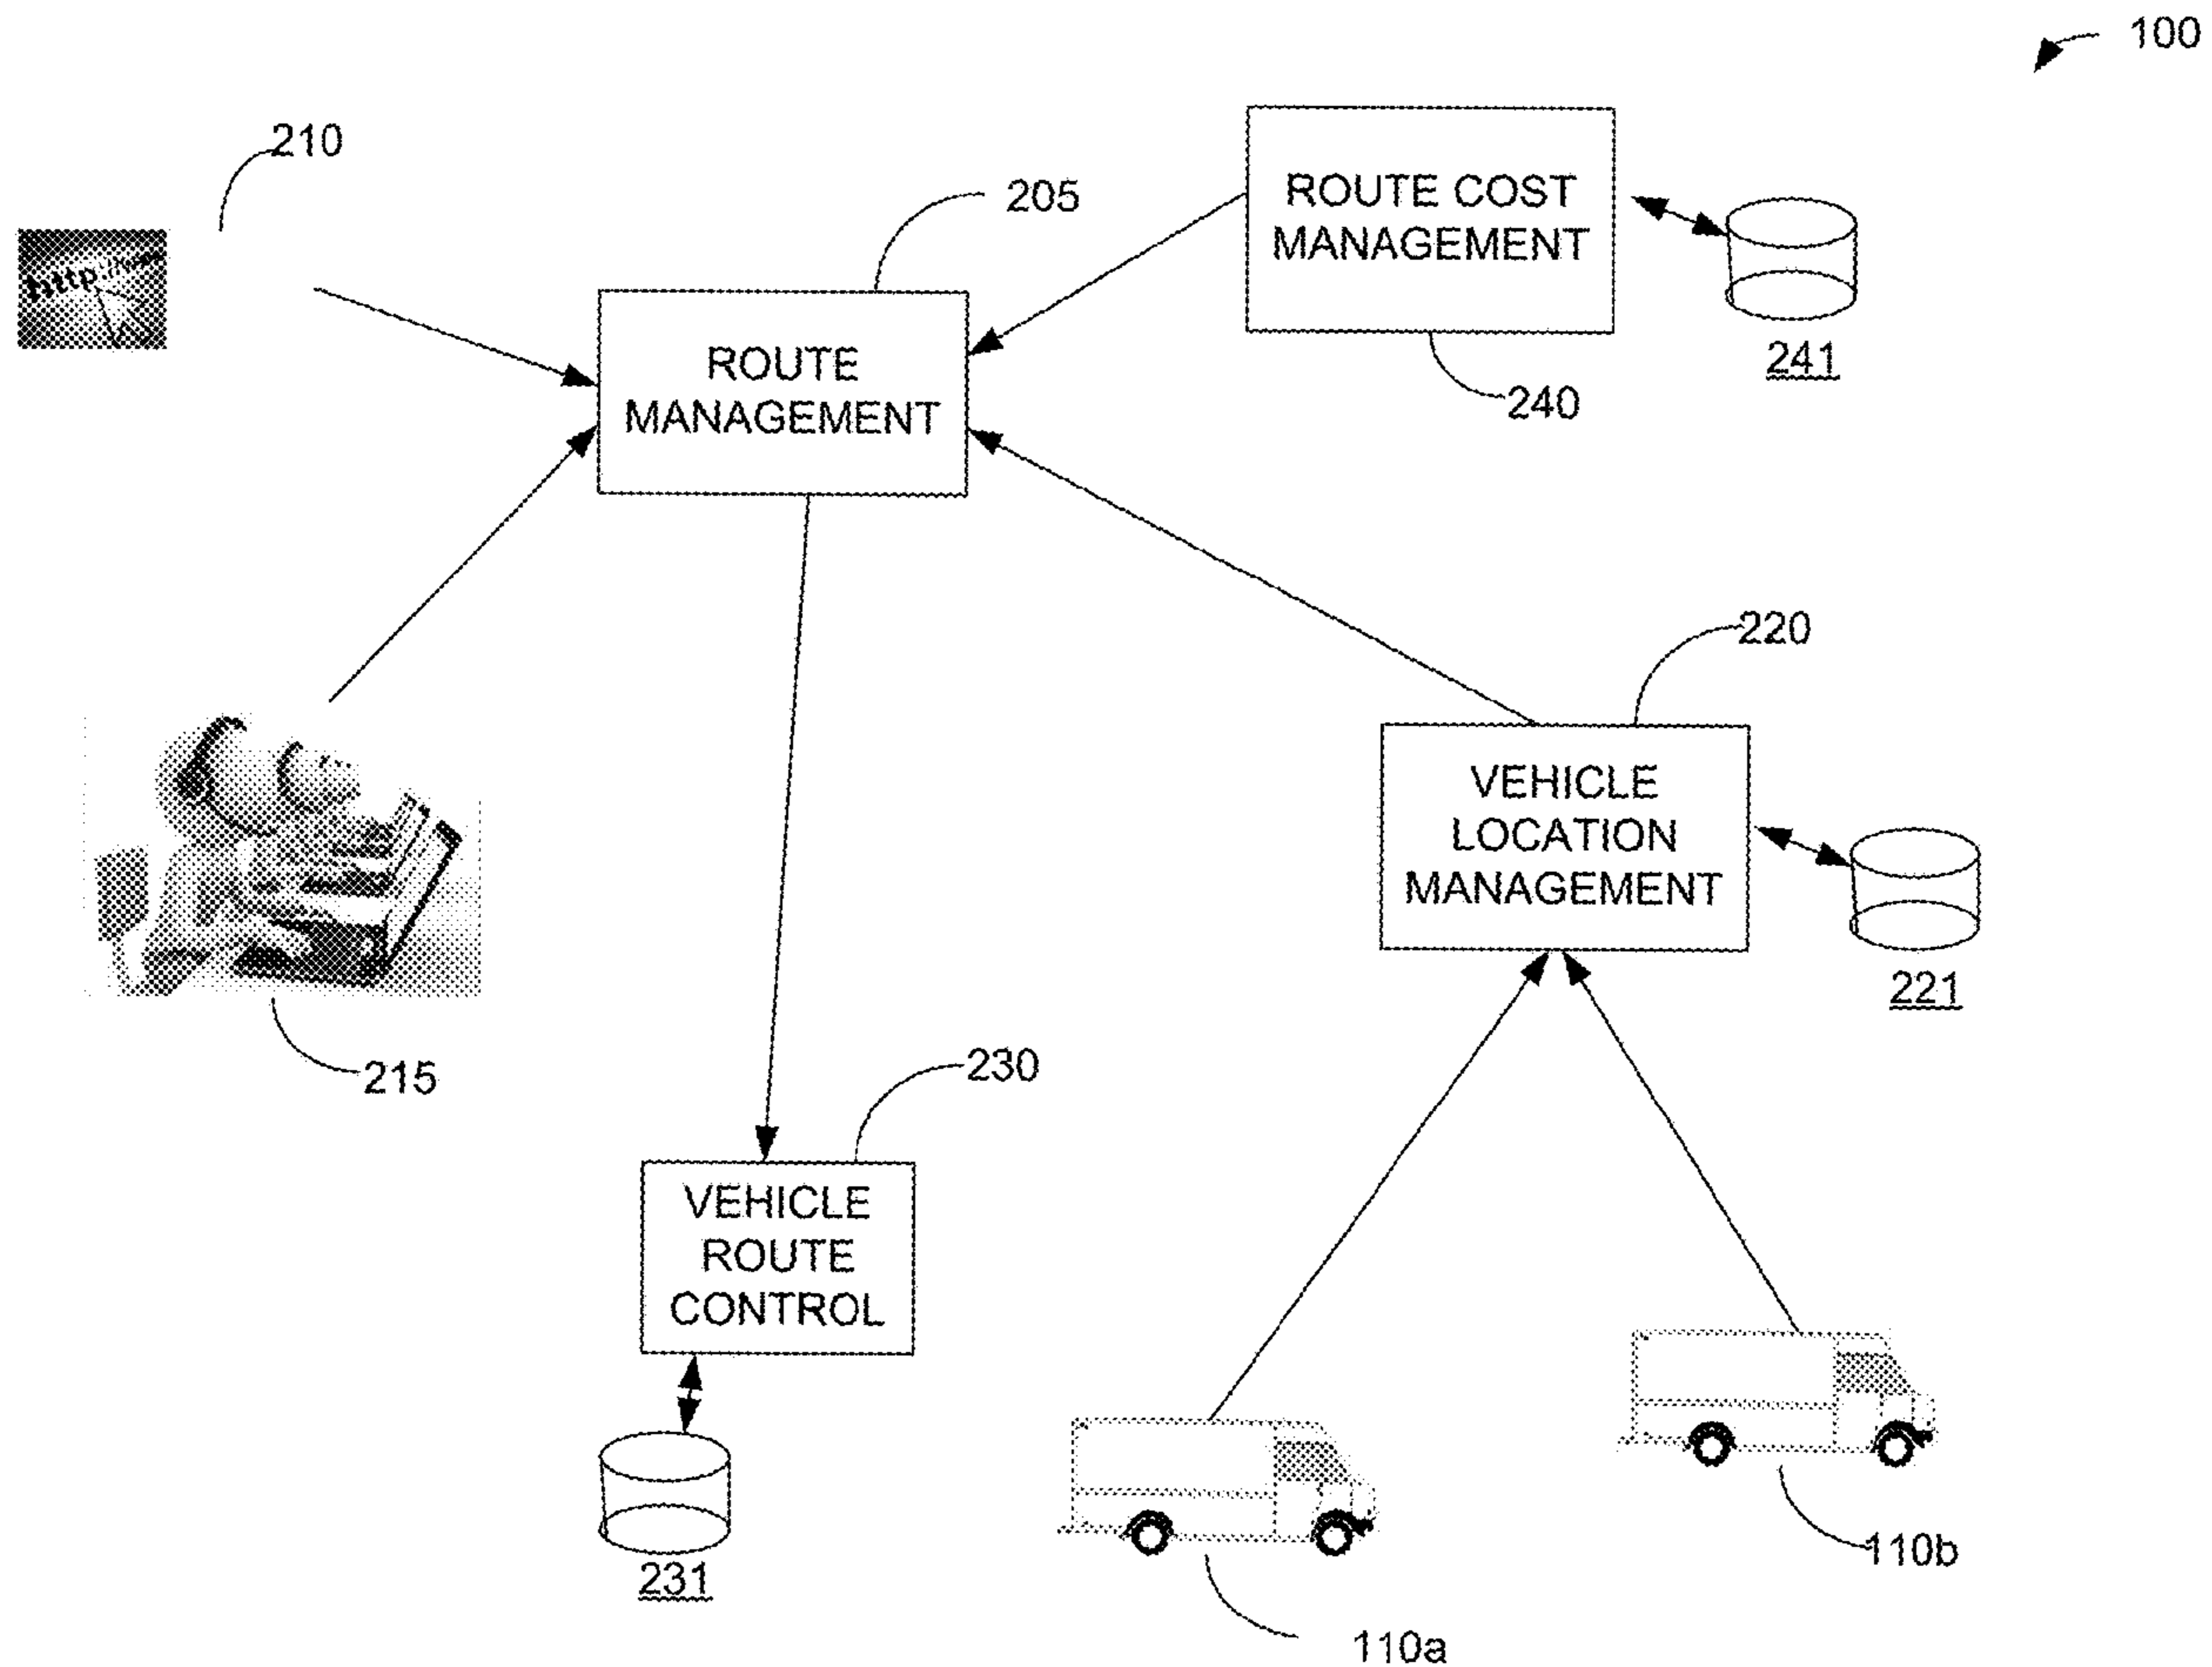 100
210
205
ROUTE COST
MANAGEMENT
http
241
240
ROUTE
MANAGEMENT
220
VEHICLE
LOCATION
MANAGEMENT
221
215
230
VEHICLE
ROUTE
CONTROL
231
110b
110a